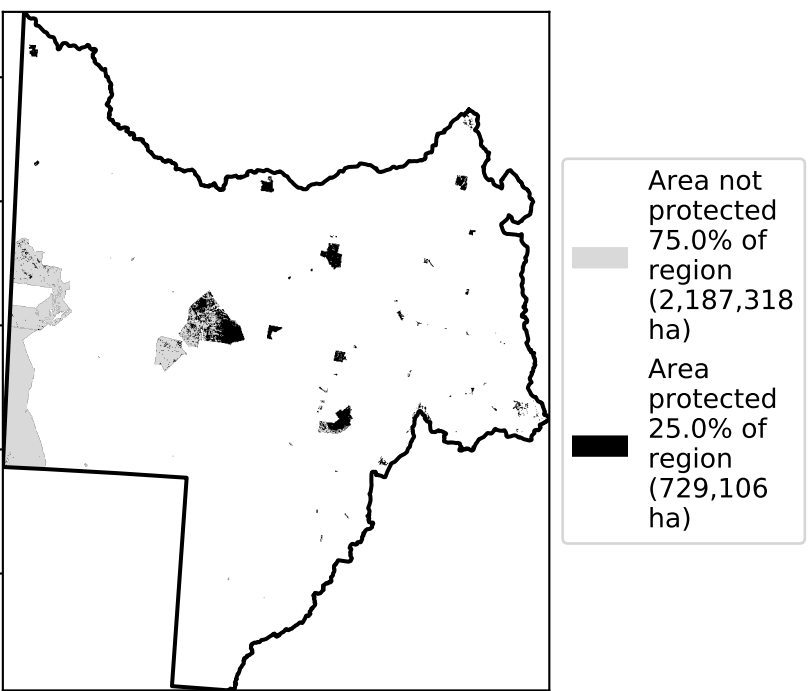 Area not
protected
75.0% of
region
(2,187,318
ha)
Area
protected
25.0% of
region
(729,106
ha)